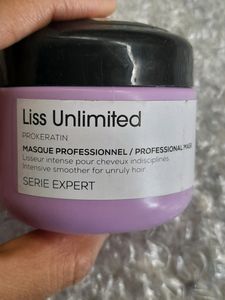 Liss Unlimited
PROKERATIN
MASQUE PROFESSIONNEL / PROFESSIONAL MASK
Lisseur intense pour cheveux indisciplinés.
Intensive smoother for unruly hair.
SERIE EXPERT